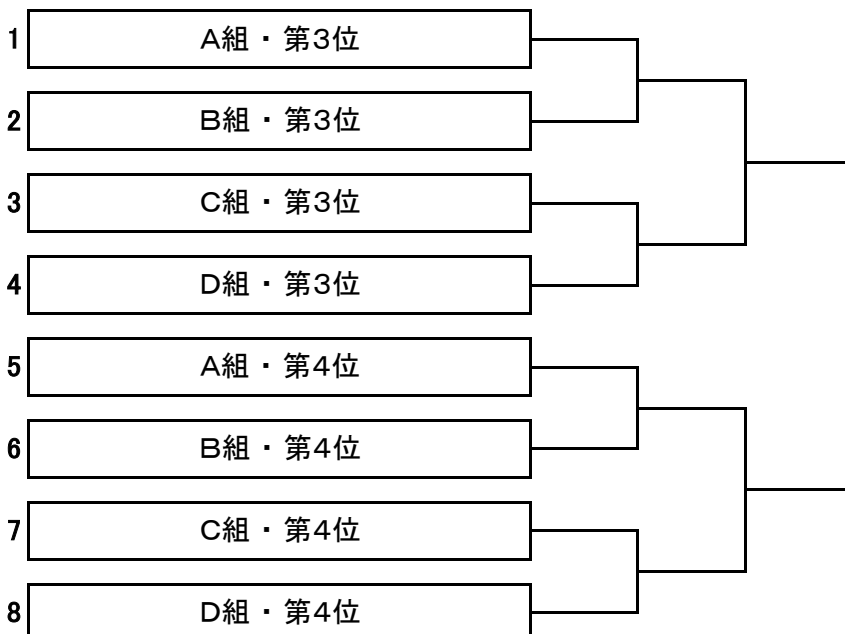 1 A組・第3位
2 B組・第3位
3 C組・第3位
4 D組・第3位
5 A組・第4位
6 B組・第4位
7 C組・第4位
8 D組・第4位